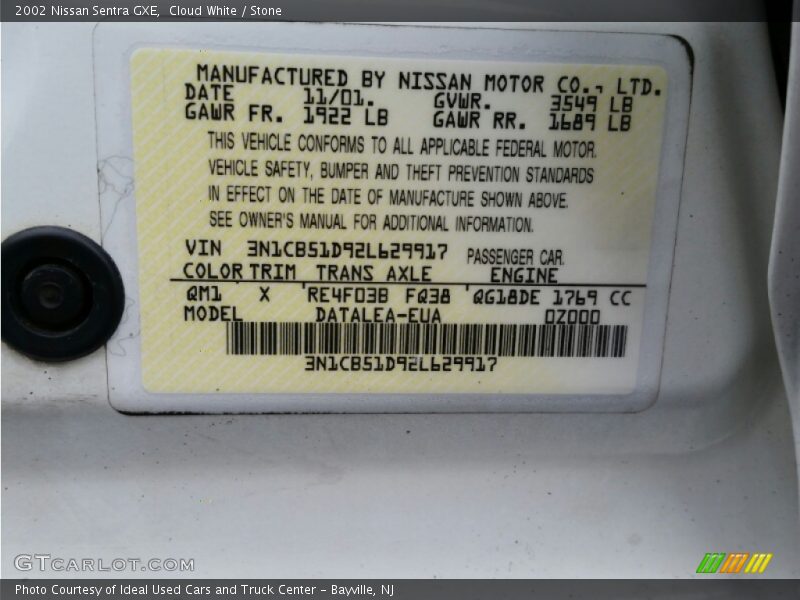 2002 Nissan Sentra GXE,  Cloud White / Stone
MANUFACTURED BY NISSAN MOTOR CO., LTD.
DATE 11/01. GVWR. 3549 LB
GAWR FR. 1922 LB GAWR RR. 1689 LB
THIS VEHICLE CONFORMS TO ALL APPLICABLE FEDERAL MOTOR.
VEHICLE SAFETY, BUMPER AND THEFT PREVENTION STANDARDS
IN EFFECT ON THE DATE OF MANUFACTURE SHOWN ABOVE.
SEE OWNER'S MANUAL FOR ADDITIONAL INFORMATION.
VIN 3N1CB51D92L629917 PASSENGER CAR.
COLOR TRIM TRANS AXLE ENGINE
QM1 X RE4F03B FQ38 QG18DE 1769 CC
MODEL DATALEA-EUA 0Z000
3N1CB51D92L629917
GTCARLOT.COM
Photo Courtesy of Ideal Used Cars and Truck Center – Bayville, NJ